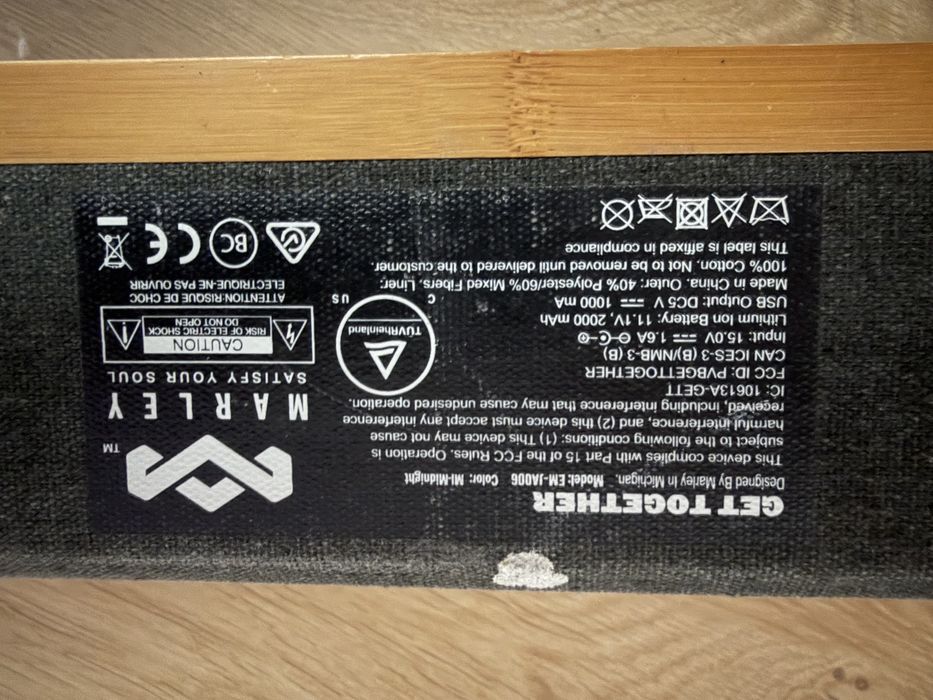 GET TOGETHER
Designed By Marley In Michigan. Model: EM-JA006 Color: MI-Midnight
This device complies with Part 15 of the FCC Rules. Operation is
subject to the following conditions: (1) This device may not cause
harmful interference, and (2) this device must accept any interference
received, including interference that may cause undesired operation.
IC: 10613A-GETT
FCC ID: PVBGETTOGETHER
CAN ICES-3 (B)/NMB-3 (B)
Input: 15.0V 1.6A
Lithium Ion Battery: 11.1V, 2000 mAh
USB Output: DC5 V 1000 mA
Made in China. Outer: 40% Polyester/60% Mixed Fibers. Liner:
100% Cotton. Not to be removed until delivered to the customer.
This label is affixed in compliance
TÜVRheinland
C US
TM
MARLEY
SATISFY YOUR SOUL
CAUTION
RISK OF ELECTRIC SHOCK
DO NOT OPEN
ATTENTION:RISQUE DE CHOC
ELECTRIQUE-NE PAS OUVRIR
BC
CE